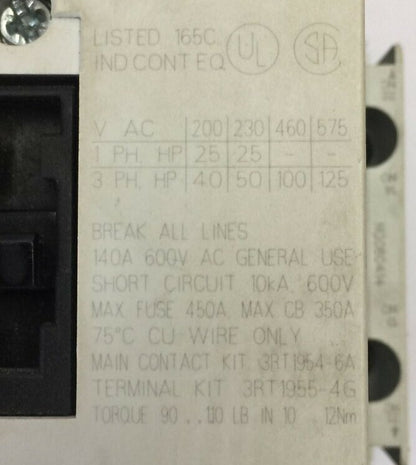 LISTED 165C
IND.CONT.EQ.
UL
SA
V AC 200 230 460 575
1 PH. HP 25 25 - -
3 PH. HP 40 50 100 125
BREAK ALL LINES
140A 600V AC GENERAL USE
SHORT CIRCUIT 10kA 600V
MAX FUSE 450A MAX CB 350A
75°C CU WIRE ONLY
MAIN CONTACT KIT 3RT1954-6A
TERMINAL KIT 3RT1955-4G
TORQUE 90 .. 110 LB IN 10 12Nm